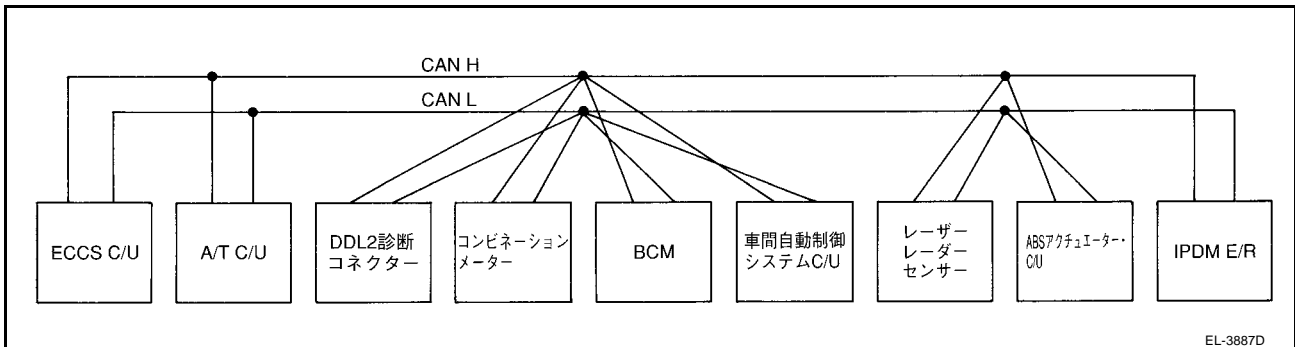 CAN H
CAN L
ECCS C/U
A/T C/U
DDL2診断
コネクター
コンビネーション
メーター
BCM
車間自動制御
システムC/U
レーザー
レーダー
センサー
ABSアクチュエーター・
C/U
IPDM E/R
EL-3887D